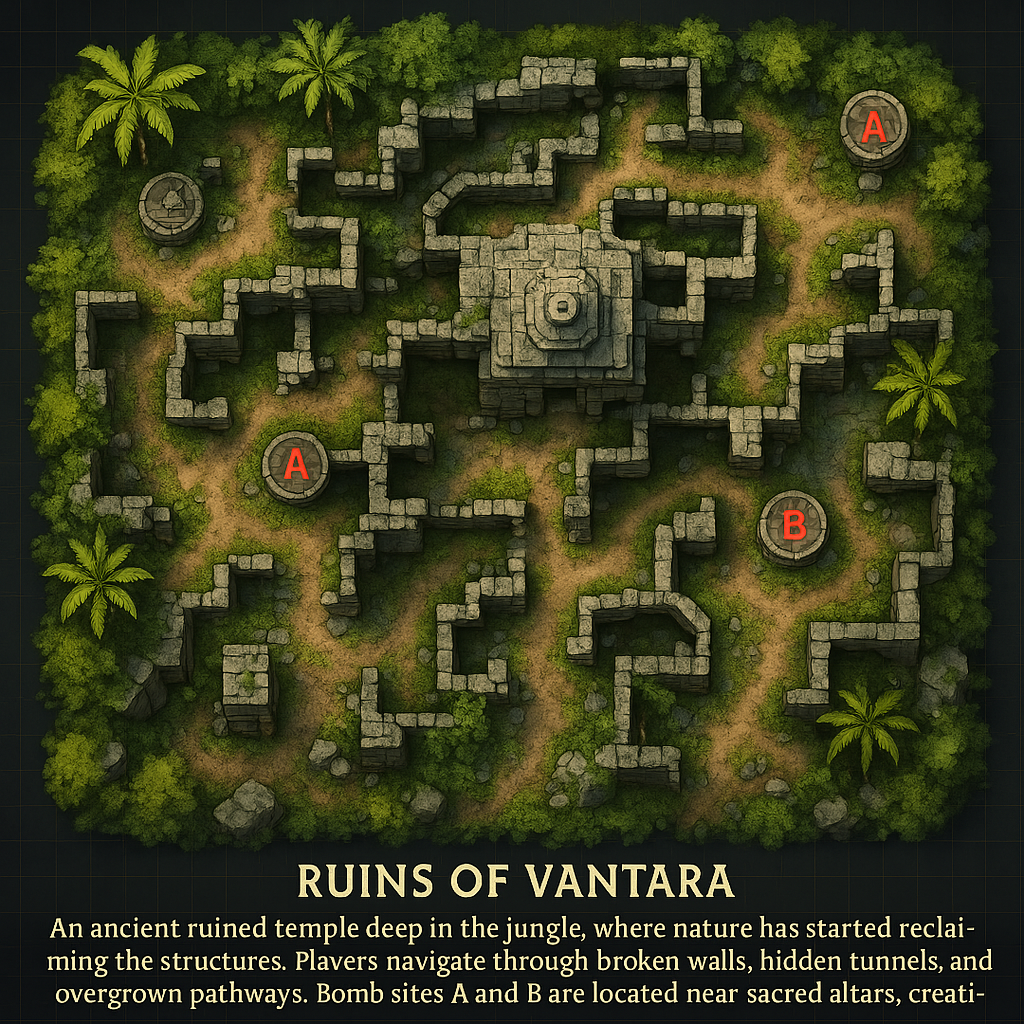 A
A
B
RUINS OF VANTARA
An ancient ruined temple deep in the jungle, where nature has started reclai-
ming the structures. Plavers navigate through broken walls, hidden tunnels, and
overgrown pathways. Bomb sites A and B are located near sacred altars, creati-